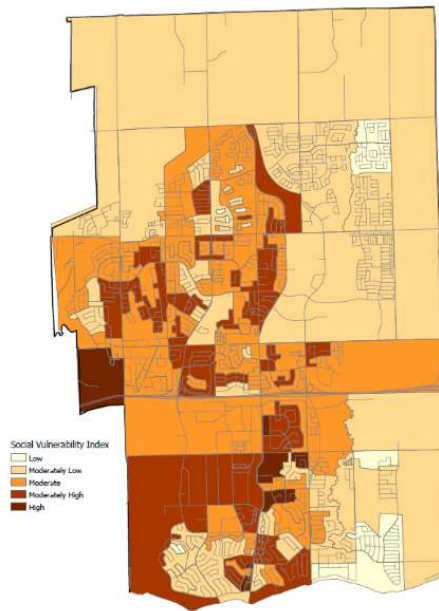 Social Vulnerability Index
Low
Moderately Low
Moderate
Moderately High
High